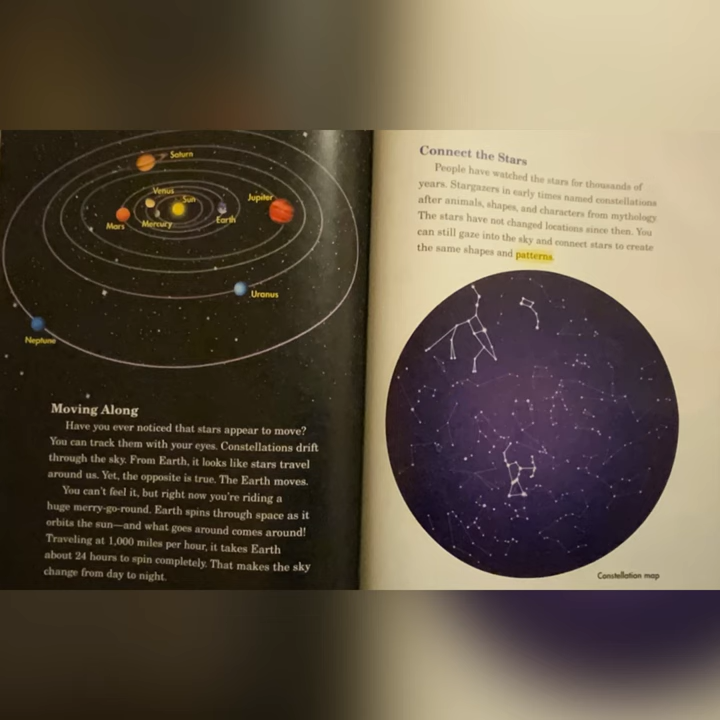 Saturn
Venus
Sun
Jupiter
Mars
Mercury
Earth
Uranus
Neptune
Moving Along
Have you ever noticed that stars appear to move?
You can track them with your eyes. Constellations drift
through the sky. From Earth, it looks like stars travel
around us. Yet, the opposite is true. The Earth moves.
You can't feel it, but right now you're riding a
huge merry-go-round. Earth spins through space as it
orbits the sun—and what goes around comes around!
Traveling at 1,000 miles per hour, it takes Earth
about 24 hours to spin completely. That makes the sky
change from day to night.
Connect the Stars
People have watched the stars for thousands of
years. Stargazers in early times named constellations
after animals, shapes, and characters from mythology
The stars have not changed locations since then. You
can still gaze into the sky and connect stars to create
the same shapes and patterns
Constellation map